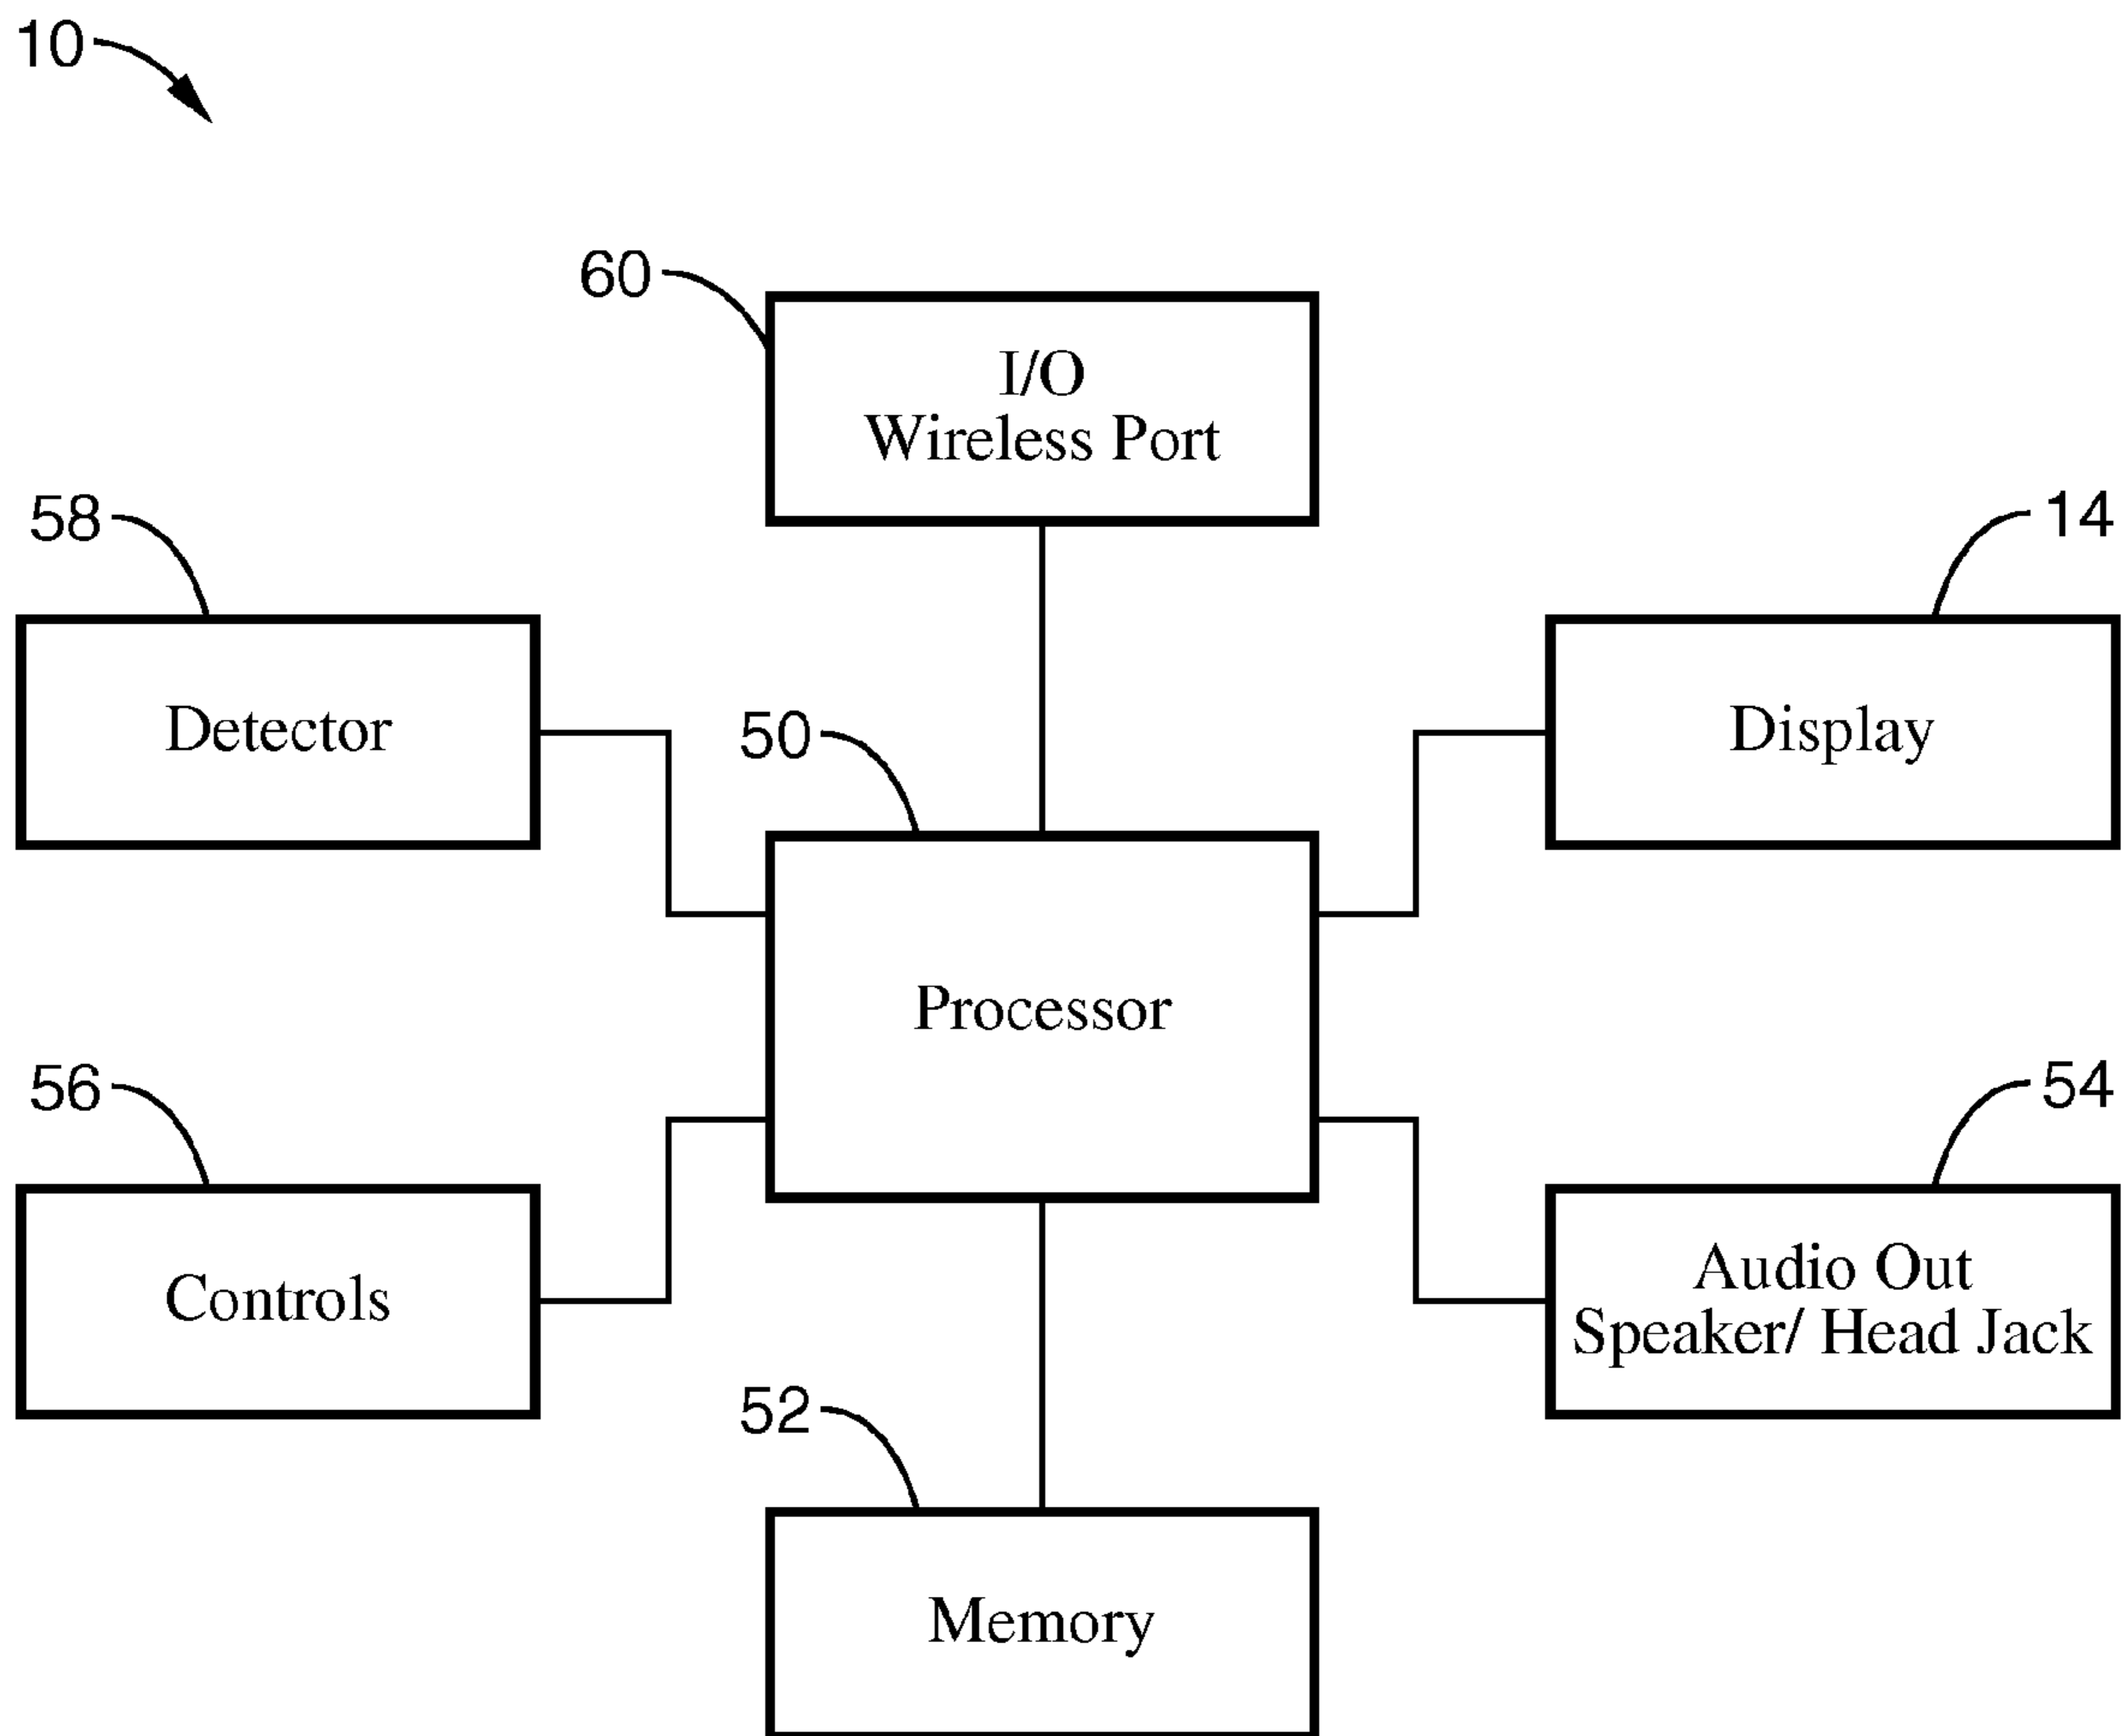 10
60
I/O
Wireless Port
58
14
Detector
50
Display
Processor
56
54
Controls
Audio Out
Speaker/ Head Jack
52
Memory